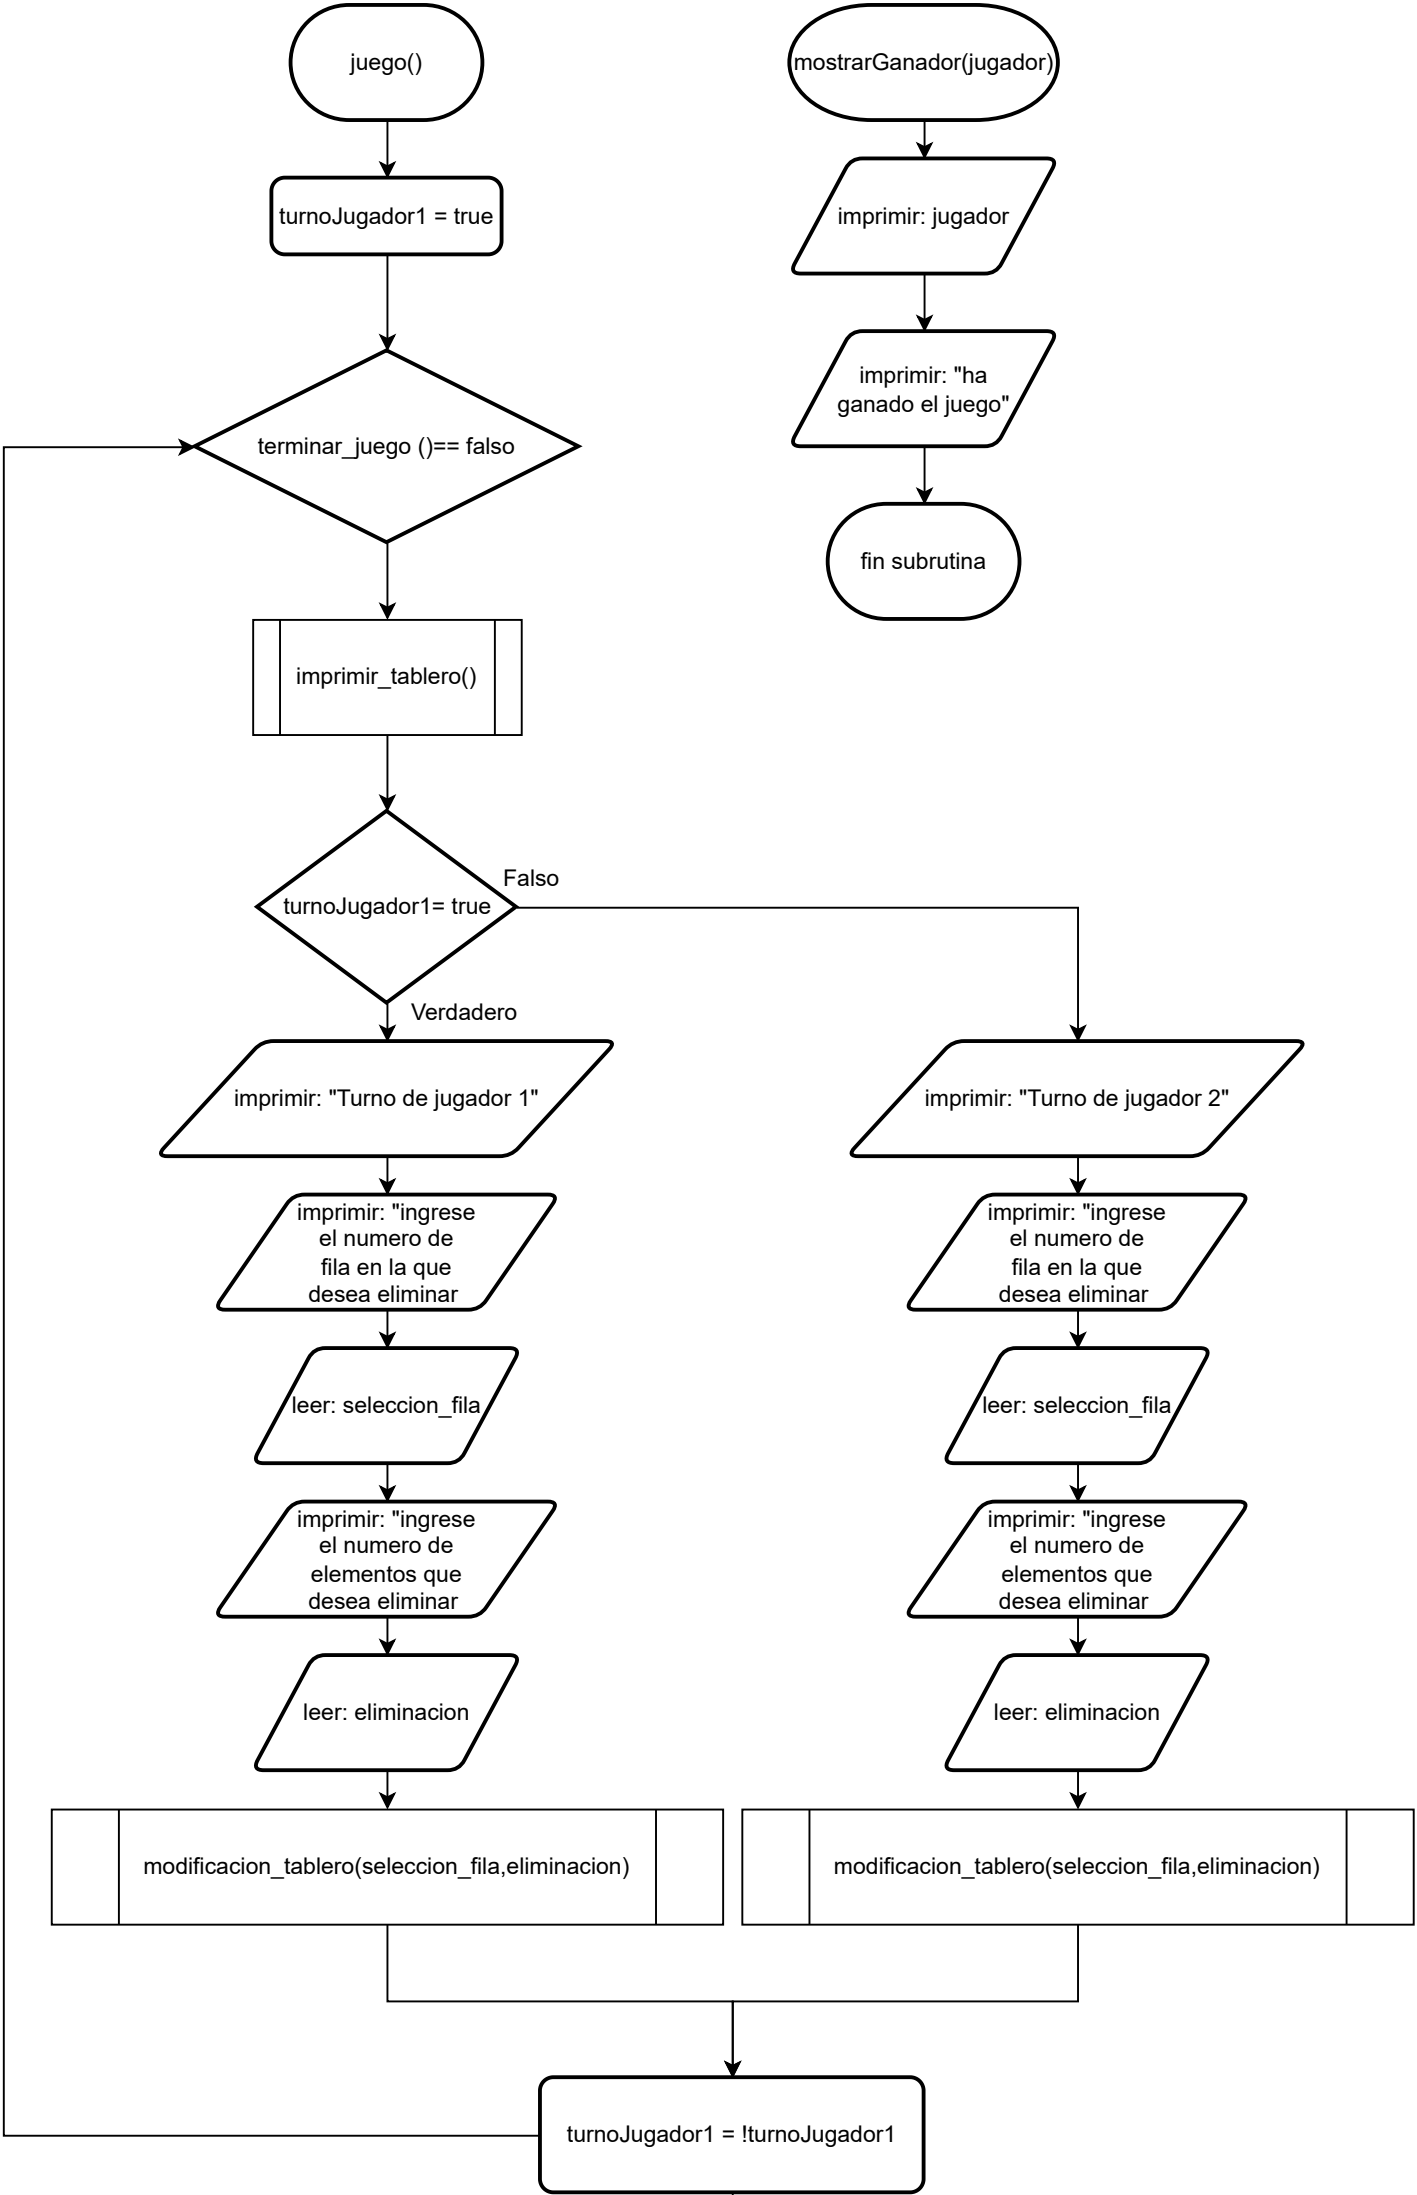 juego()
turnoJugador1 = true
terminar_juego ()== falso
imprimir_tablero()
turnoJugador1= true
Falso
Verdadero
imprimir: "Turno de jugador 1"
imprimir: "ingrese
el numero de
fila en la que
desea eliminar
leer: seleccion_fila
imprimir: "ingrese
el numero de
elementos que
desea eliminar
leer: eliminacion
modificacion_tablero(seleccion_fila,eliminacion)
imprimir: "Turno de jugador 2"
imprimir: "ingrese
el numero de
fila en la que
desea eliminar
leer: seleccion_fila
imprimir: "ingrese
el numero de
elementos que
desea eliminar
leer: eliminacion
modificacion_tablero(seleccion_fila,eliminacion)
turnoJugador1 = !turnoJugador1
mostrarGanador(jugador)
imprimir: jugador
imprimir: "ha
ganado el juego"
fin subrutina